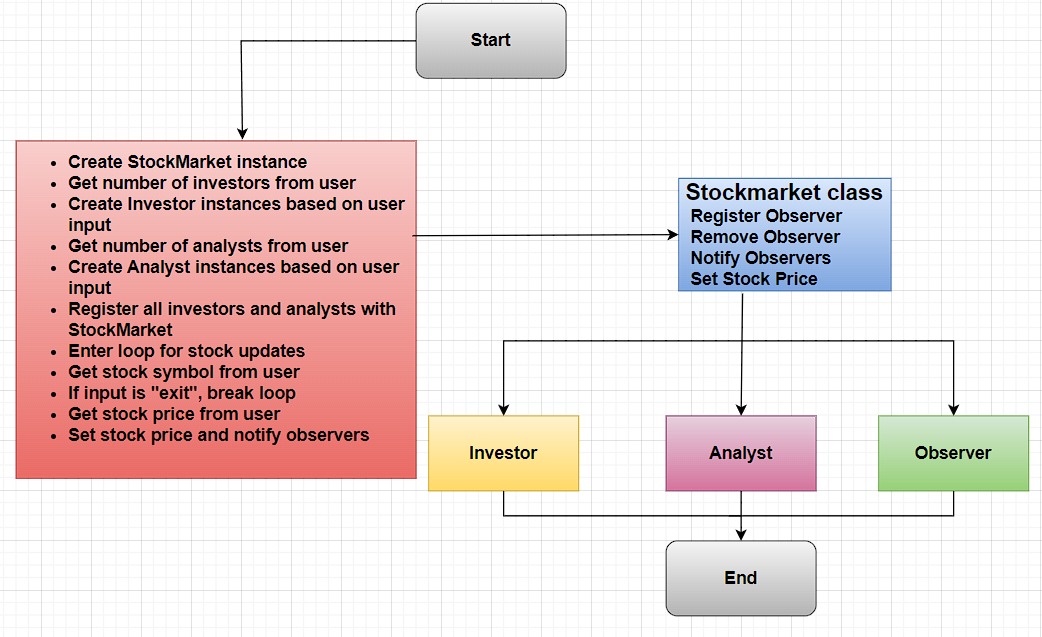 Start
• Create StockMarket instance
• Get number of investors from user
• Create Investor instances based on user
input
• Get number of analysts from user
• Create Analyst instances based on user
input
• Register all investors and analysts with
StockMarket
• Enter loop for stock updates
• Get stock symbol from user
• If input is "exit", break loop
• Get stock price from user
• Set stock price and notify observers
Stockmarket class
Register Observer
Remove Observer
Notify Observers
Set Stock Price
Investor
Analyst
Observer
End